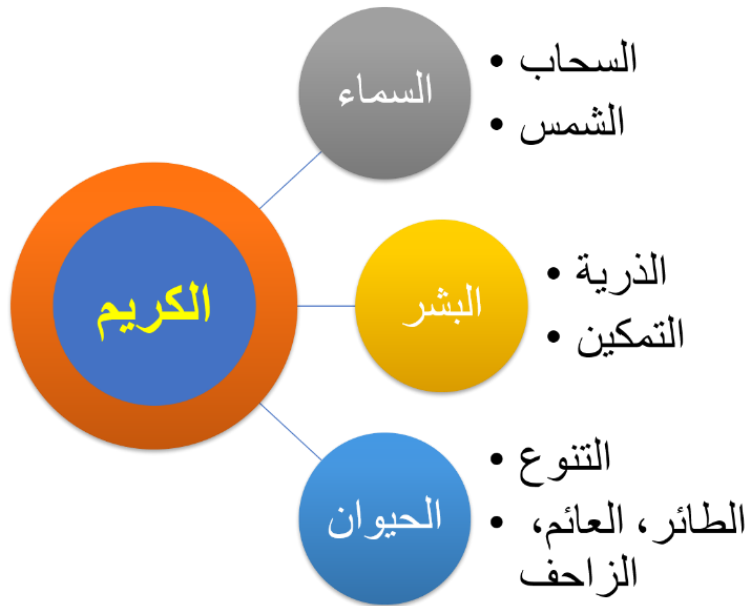 الكريم
السماء
• السحاب
• الشمس
البشر
• الذرية
• التمكين
الحيوان
• التنوع
• الطائر، العائم،
الزاحف